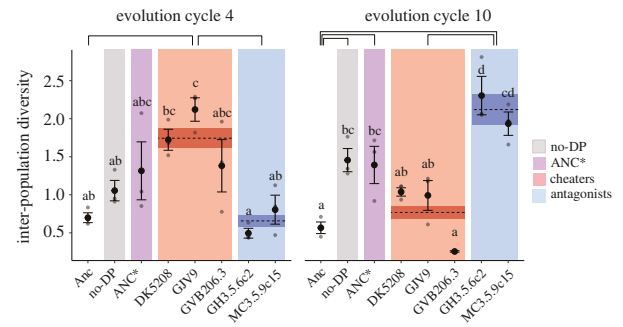 evolution cycle 4
evolution cycle 10
inter-population diversity
2.5
2.0
1.5
1.0
0.5
ab
ab
abc
bc
c
abc
a
ab
a
bc
bc
ab
ab
a
d
cd
Anc
no-DP
ANC*
DK5208
GJV9
GVB206.3
GH3.5.6c2
MC3.5.9c15
Anc
no-DP
ANC*
DK5208
GJV9
GVB206.3
GH3.5.6c2
MC3.5.9c15
no-DP
ANC*
cheaters
antagonists